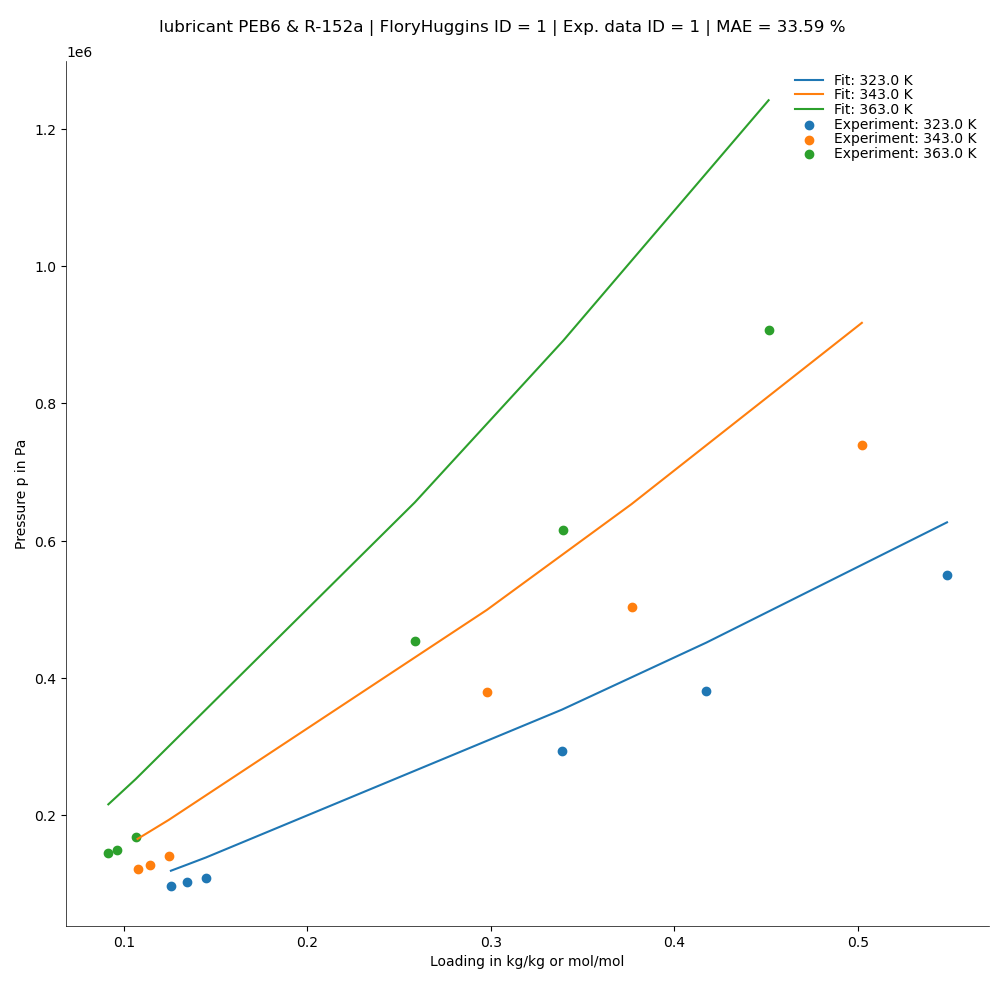 lubricant PEB6 & R-152a | FloryHuggins ID = 1 | Exp. data ID = 1 | MAE = 33.59 %
1e6
Fit: 323.0 K
Fit: 343.0 K
Fit: 363.0 K
Experiment: 323.0 K
Experiment: 343.0 K
Experiment: 363.0 K
1.2
1.0
0.8
0.6
0.4
0.2
Pressure p in Pa
0.1 0.2 0.3 0.4 0.5
Loading in kg/kg or mol/mol